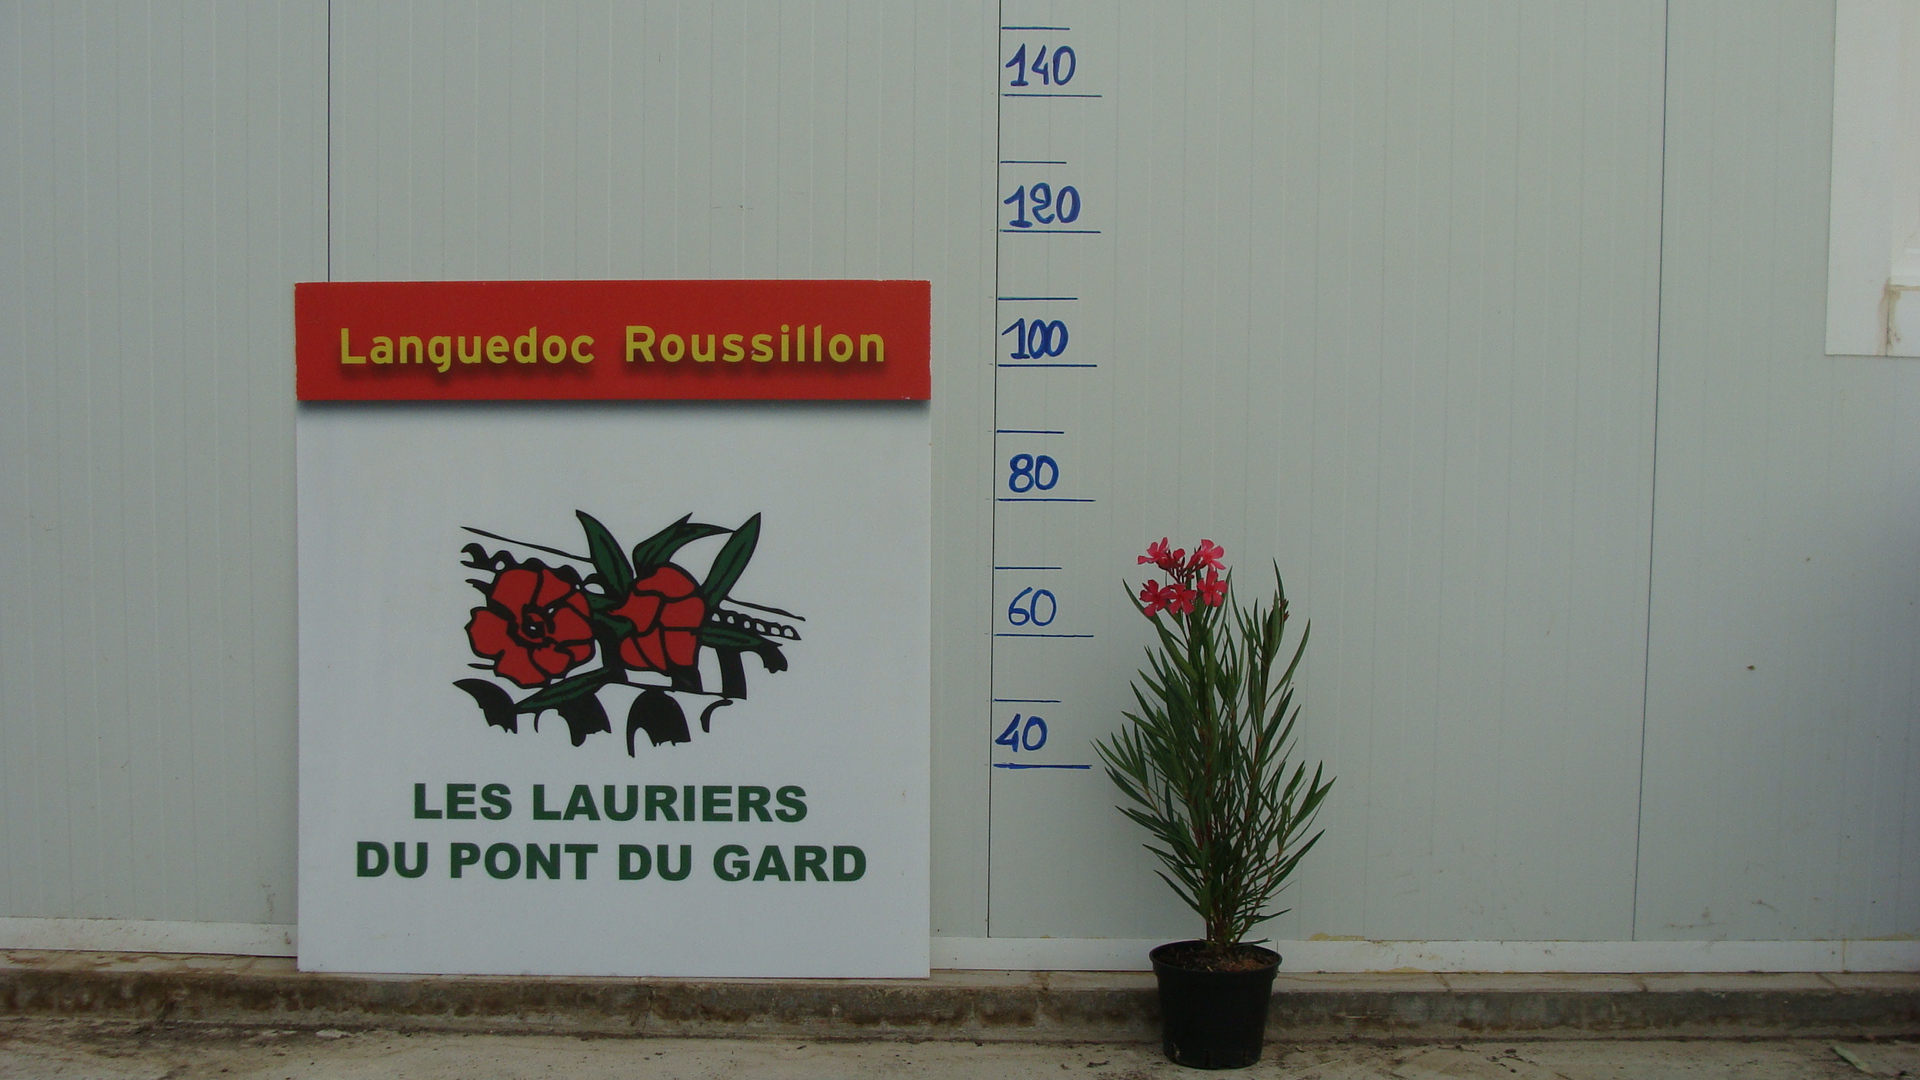 Languedoc Roussillon
LES LAURIERS
DU PONT DU GARD
140
120
100
80
60
40